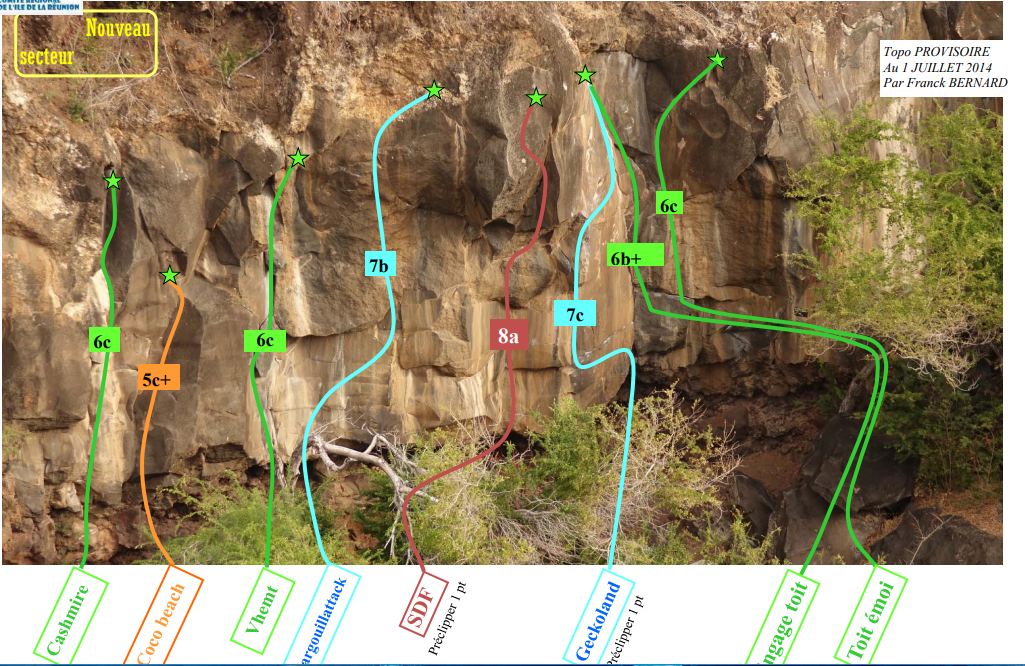 COMITE REGIONAL
DE L'ILE DE LA REUNION
Nouveau
secteur
Topo PROVISOIRE
Au 1 JUILLET 2014
Par Franck BERNARD
6c
5c+
6c
7b
8a
7c
6b+
6c
Cashmire
Coco beach
Vhemt
argouillattack
SDF
Préclipper 1 pt
Geckoland
Préclipper 1 pt
ngage toit
Toit émoi